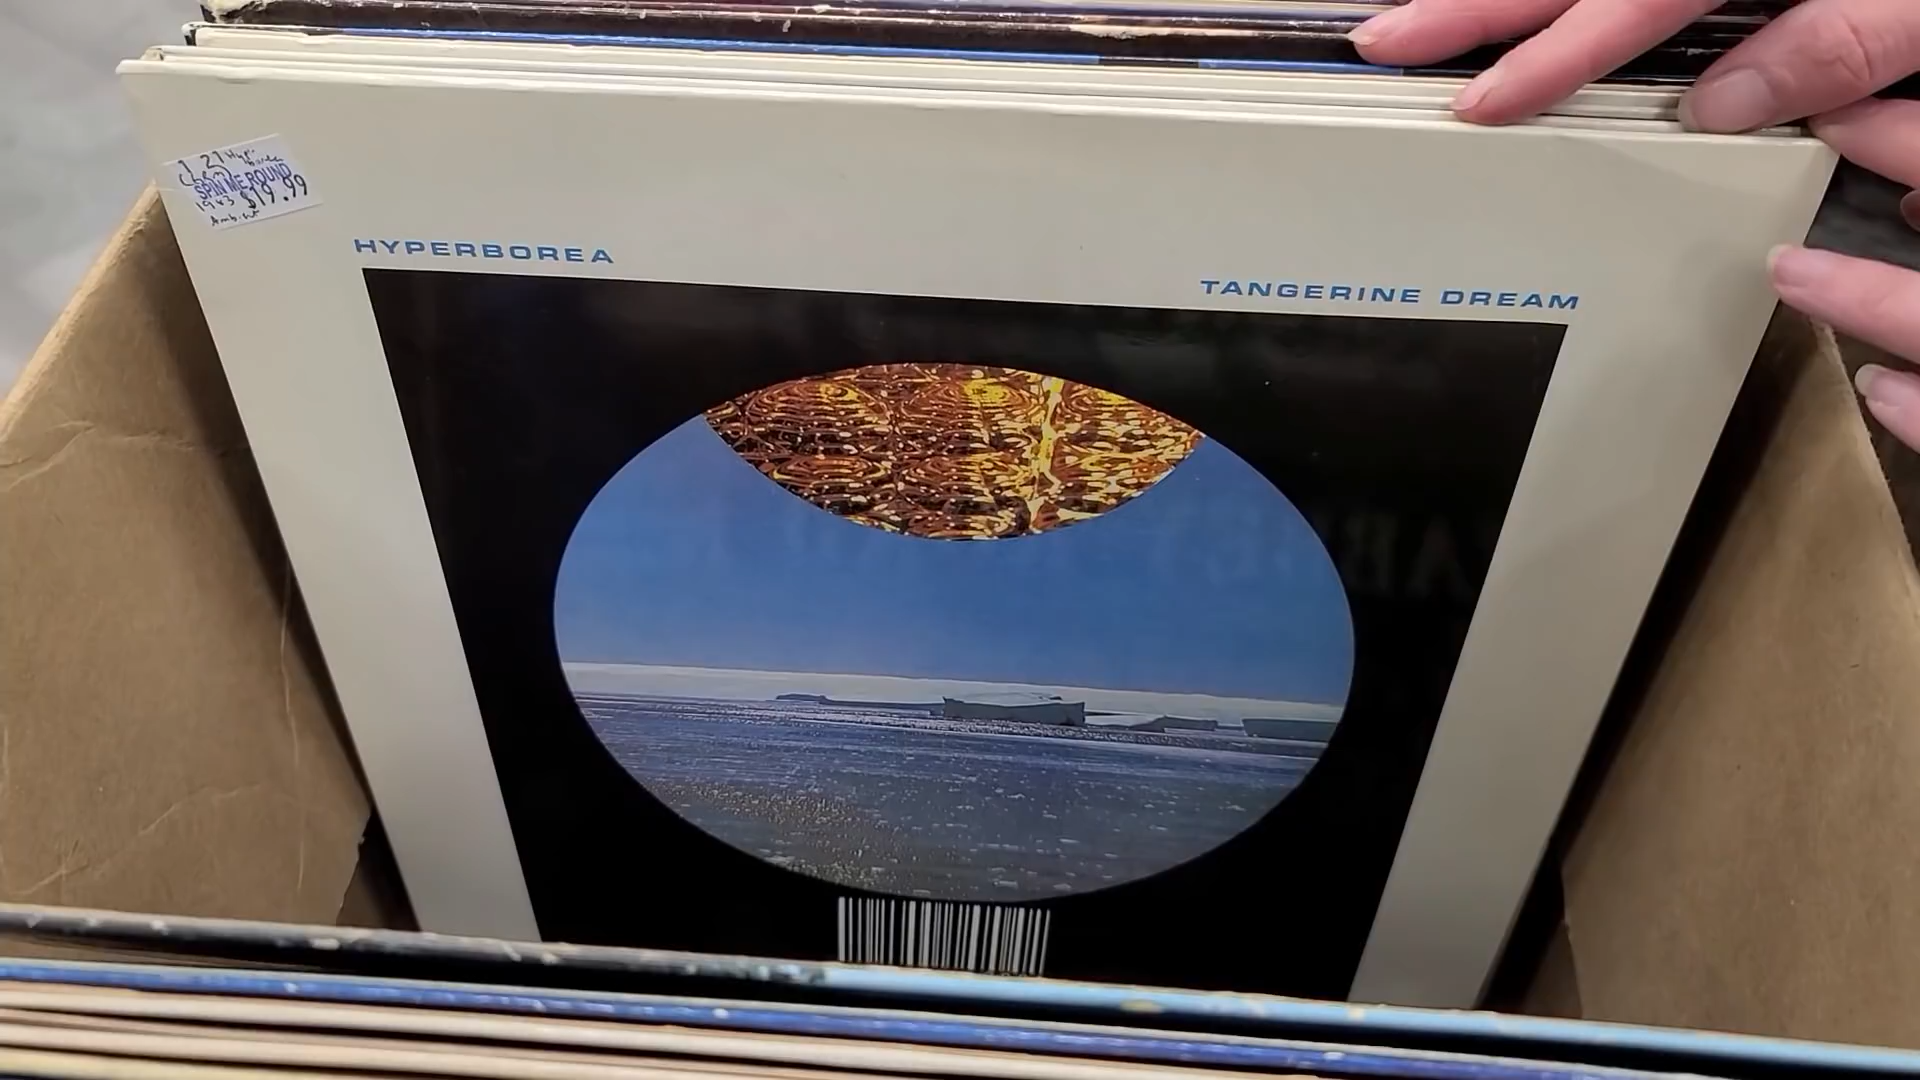 SPIN ME ROUND
$19.99
HYPERBOREA
TANGERINE DREAM